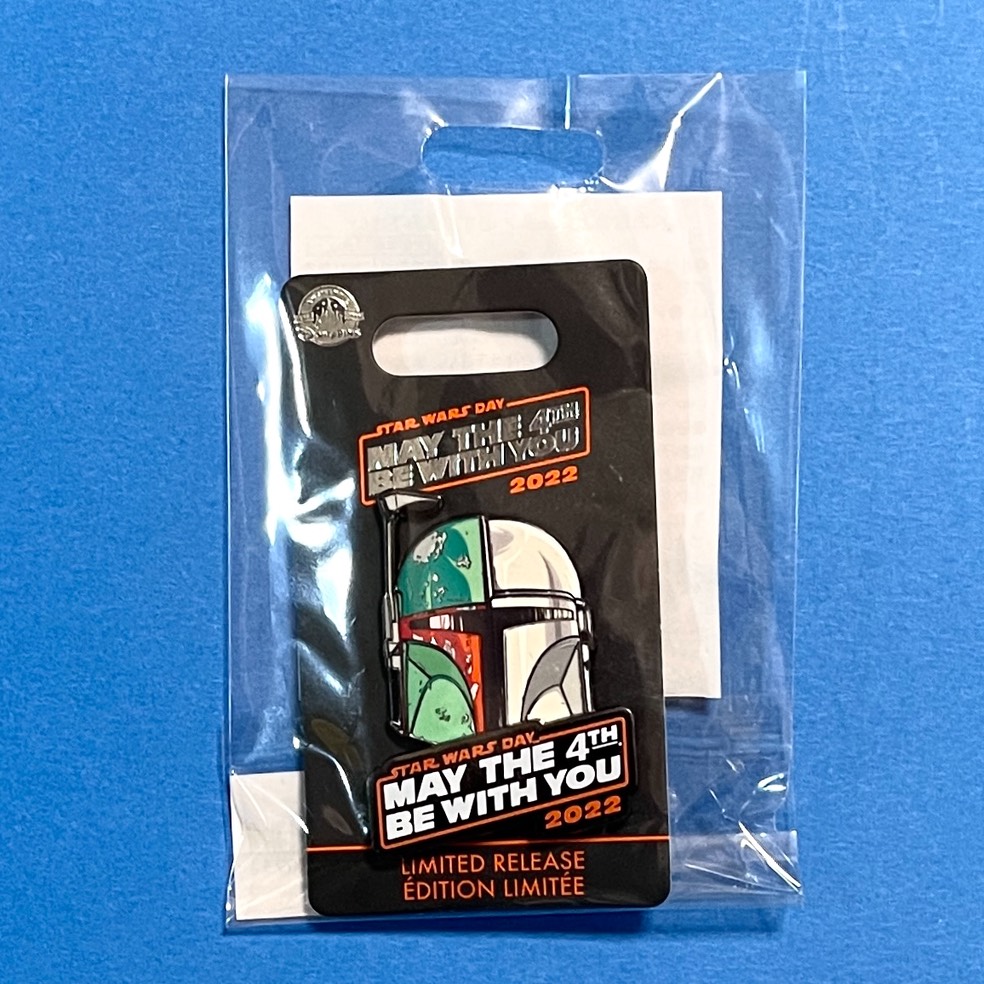 STAR WARS DAY
MAY THE 4TH
BE WITH YOU
2022
STAR WARS DAY
MAY THE 4TH
BE WITH YOU
2022
LIMITED RELEASE
ÉDITION LIMITÉE